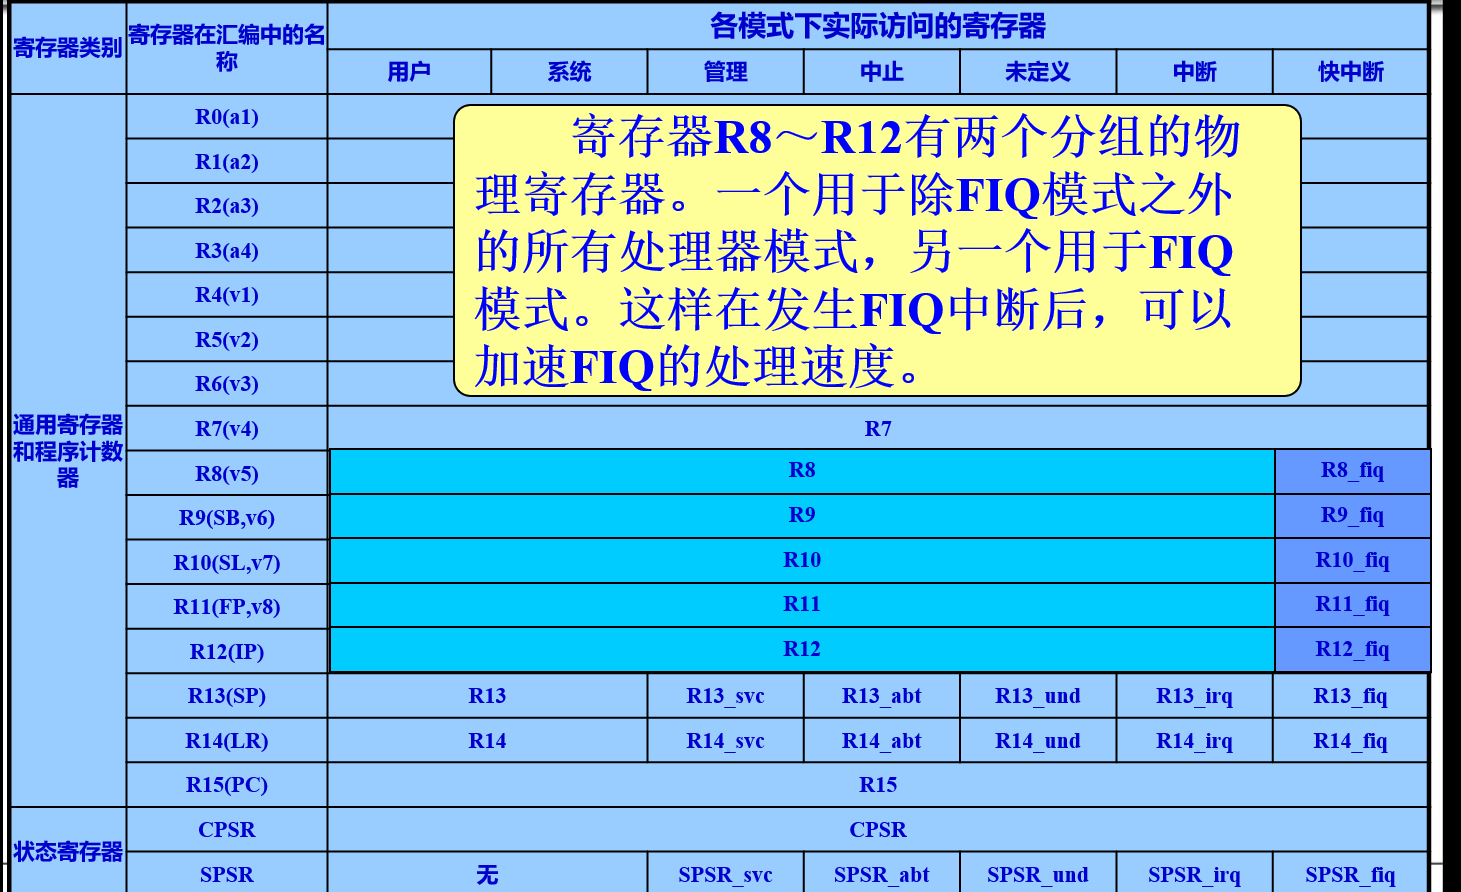 各模式下实际访问的寄存器
寄存器类别
寄存器在汇编中的名
称
用户 系统 管理 中止 未定义 中断 快中断
通用寄存器
和程序计数
器
R0(a1)
R1(a2)
R2(a3)
R3(a4)
R4(v1)
R5(v2)
R6(v3)
寄存器R8～R12有两个分组的物
理寄存器。一个用于除FIQ模式之外
的所有处理器模式，另一个用于FIQ
模式。这样在发生FIQ中断后，可以
加速FIQ的处理速度。
R7(v4) R7
R8(v5) R8 R8_fiq
R9(SB,v6) R9 R9_fiq
R10(SL,v7) R10 R10_fiq
R11(FP,v8) R11 R11_fiq
R12(IP) R12 R12_fiq
R13(SP) R13 R13_svc R13_abt R13_und R13_irq R13_fiq
R14(LR) R14 R14_svc R14_abt R14_und R14_irq R14_fiq
R15(PC) R15
状态寄存器
CPSR CPSR
SPSR 无 SPSR_svc SPSR_abt SPSR_und SPSR_irq SPSR_fiq